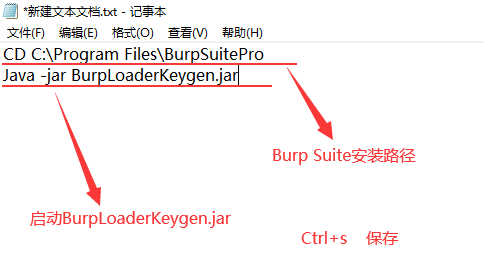 *新建文本文档.txt - 记事本
文件(F) 编辑(E) 格式(O) 查看(V) 帮助(H)
CD C:\Program Files\BurpSuitePro
Java -jar BurpLoaderKeygen.jar
Burp Suite安装路径
启动BurpLoaderKeygen.jar
Ctrl+s 保存